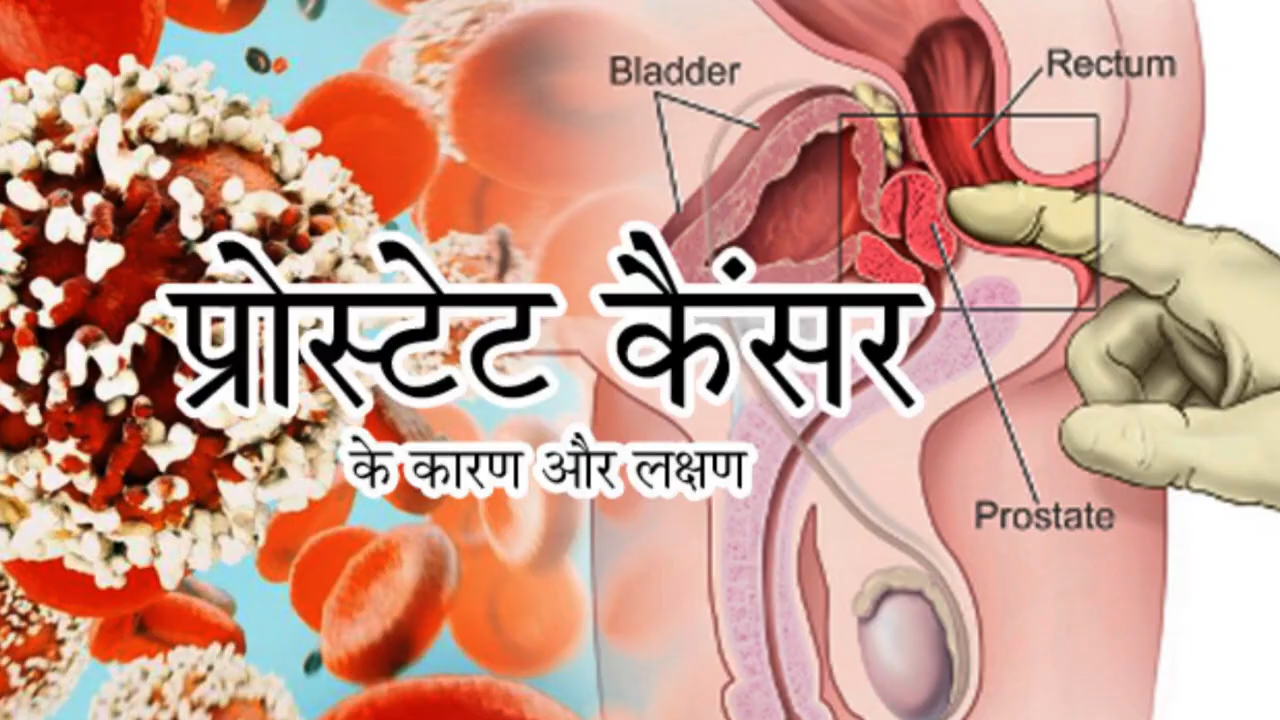 Bladder
Rectum
प्रोस्टेट कैंसर
के कारण और लक्षण
Prostate